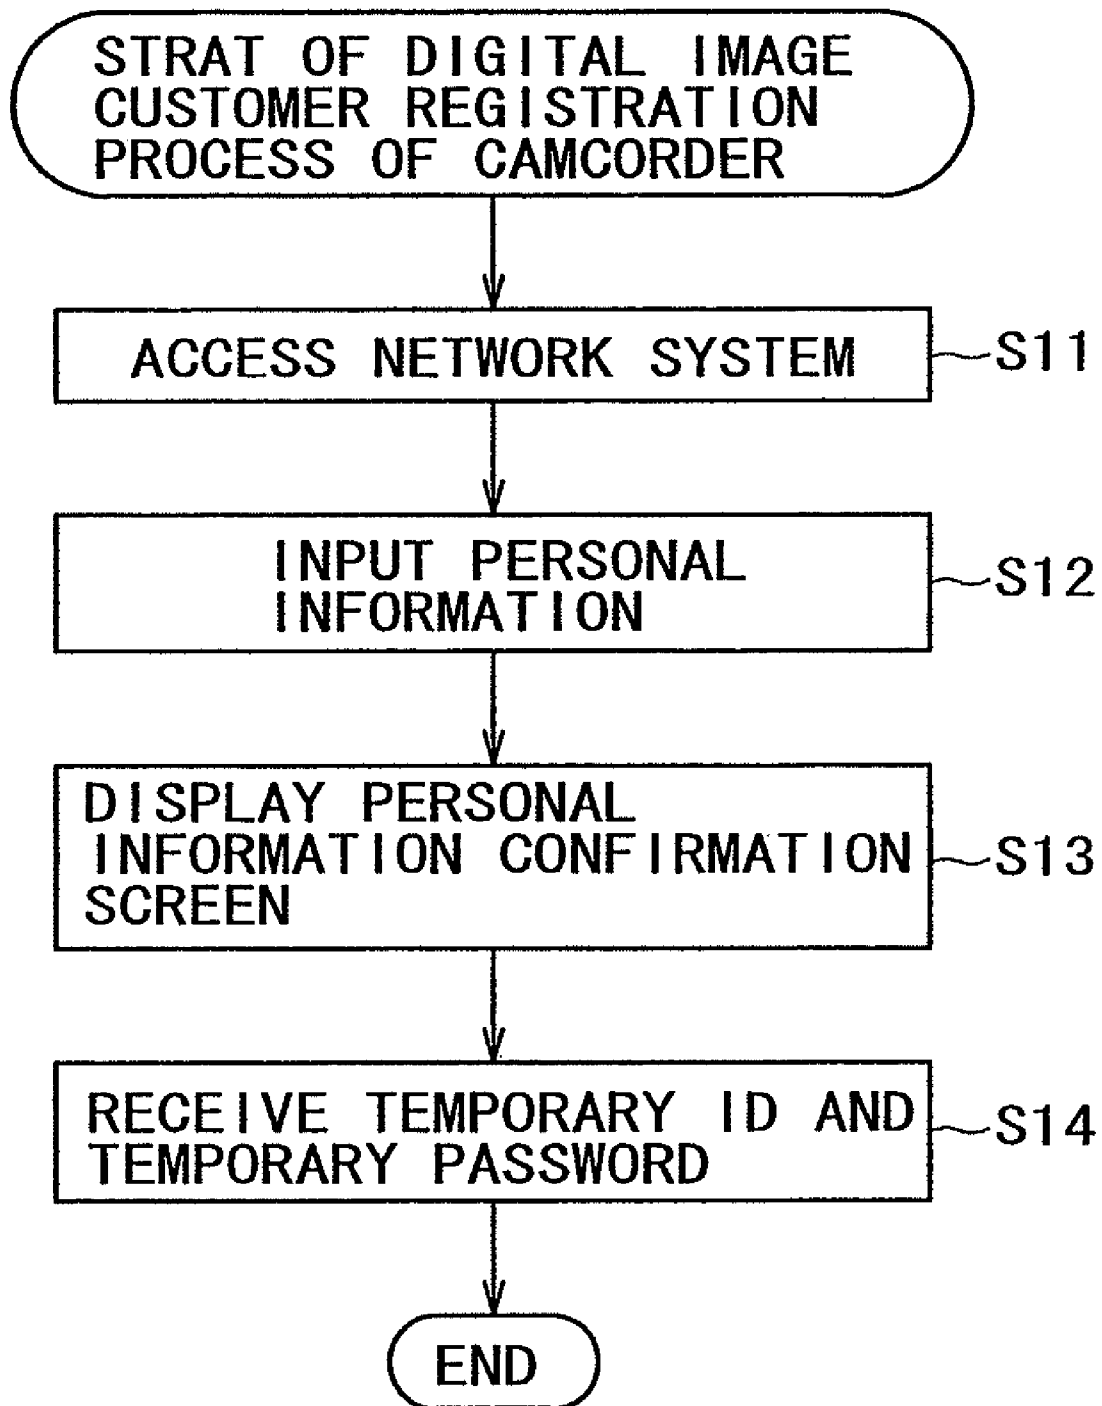 STRAT OF DIGITAL IMAGE
CUSTOMER REGISTRATION
PROCESS OF CAMCORDER
ACCESS NETWORK SYSTEM
S11
INPUT PERSONAL
INFORMATION
S12
DISPLAY PERSONAL
INFORMATION CONFIRMATION
SCREEN
S13
RECEIVE TEMPORARY ID AND
TEMPORARY PASSWORD
S14
END